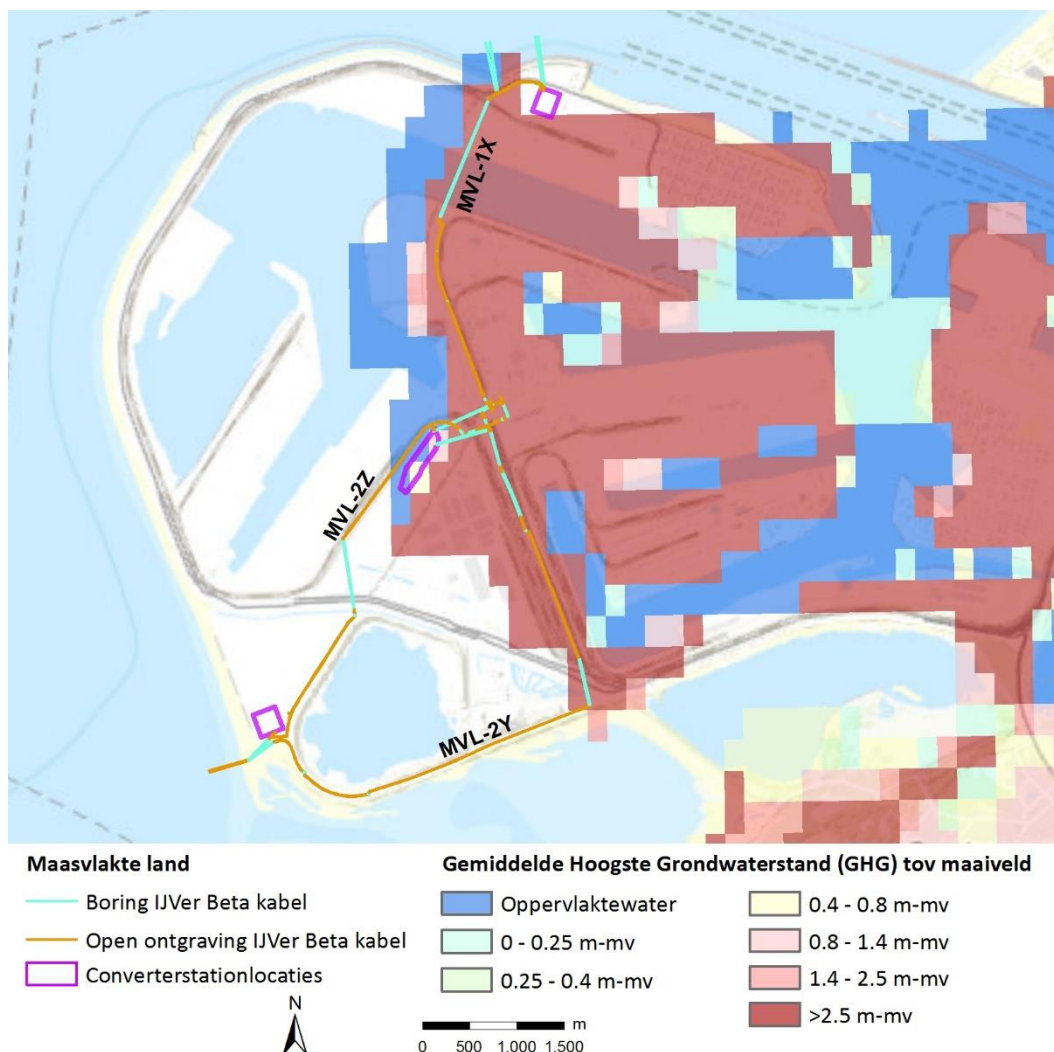 MVL-1X
MVL-2Z
MVL-2Y
Maasvlakte land
Boring IJVer Beta kabel
Open ontgraving IJVer Beta kabel
Converterstationlocaties
Gemiddelde Hoogste Grondwaterstand (GHG) tov maaiveld
Oppervlaktewater
0 - 0.25 m-mv
0.25 - 0.4 m-mv
0.4 - 0.8 m-mv
0.8 - 1.4 m-mv
1.4 - 2.5 m-mv
>2.5 m-mv
N
m
0 500 1.000 1.500